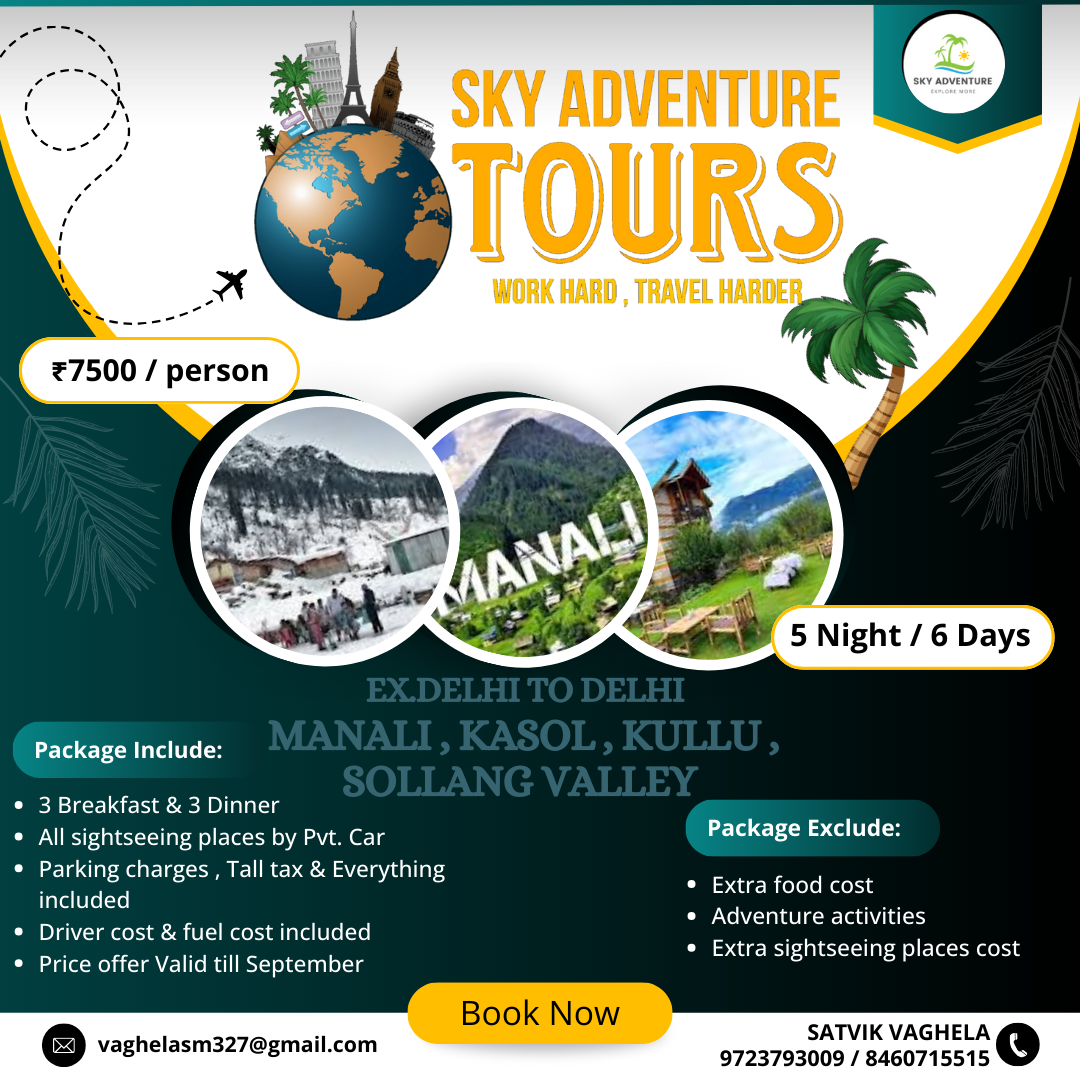 SKY ADVENTURE
TOURS
WORK HARD , TRAVEL HARDER
SKY ADVENTURE
EXPLORE MORE
₹7500 / person
MANALI
5 Night / 6 Days
EX.DELHI TO DELHI
MANALI , KASOL , KULLU ,
SOLLANG VALLEY
Package Include:
• 3 Breakfast & 3 Dinner
• All sightseeing places by Pvt. Car
• Parking charges , Tall tax & Everything
included
• Driver cost & fuel cost included
• Price offer Valid till September
Package Exclude:
• Extra food cost
• Adventure activities
• Extra sightseeing places cost
Book Now
vaghelasm327@gmail.com
SATVIK VAGHELA
9723793009 / 8460715515